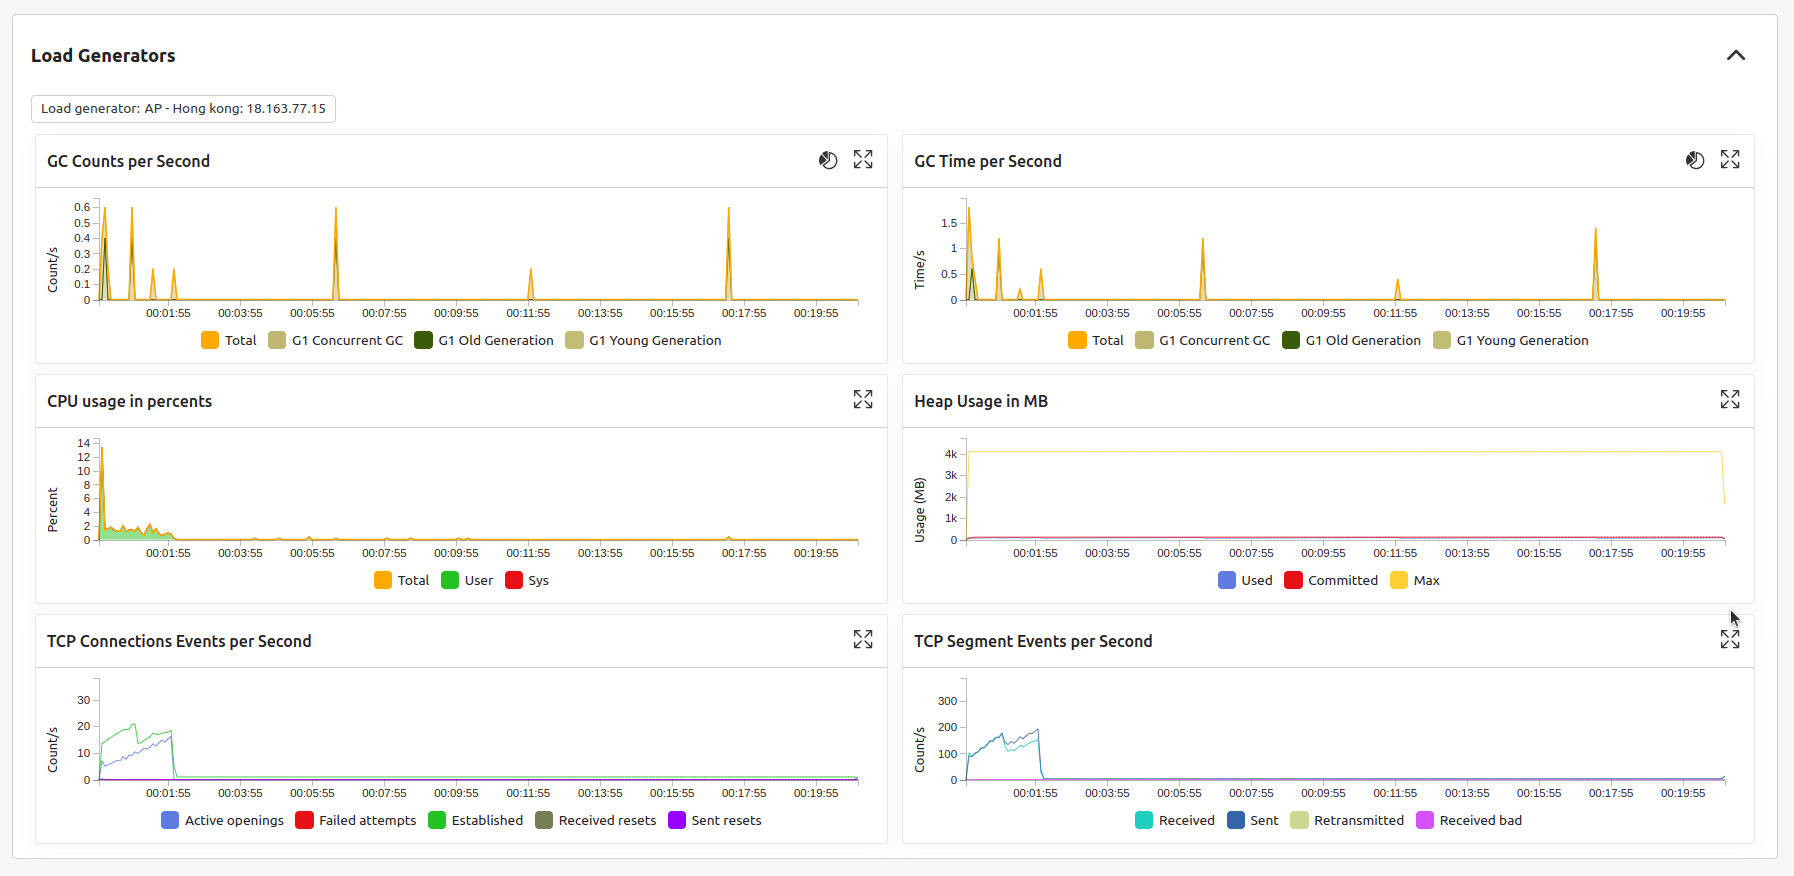 Load Generators
Load generator: AP - Hong kong: 18.163.77.15
GC Counts per Second
0.6
0.5
0.4
0.3
0.2
0.1
0
Count/s
00:01:55 00:03:55 00:05:55 00:07:55 00:09:55 00:11:55 00:13:55 00:15:55 00:17:55 00:19:55
Total G1 Concurrent GC G1 Old Generation G1 Young Generation
GC Time per Second
1.5
1
0.5
0
Time/s
00:01:55 00:03:55 00:05:55 00:07:55 00:09:55 00:11:55 00:13:55 00:15:55 00:17:55 00:19:55
Total G1 Concurrent GC G1 Old Generation G1 Young Generation
CPU usage in percents
14
12
10
8
6
4
2
0
Percent
00:01:55 00:03:55 00:05:55 00:07:55 00:09:55 00:11:55 00:13:55 00:15:55 00:17:55 00:19:55
Total User Sys
Heap Usage in MB
4k
3k
2k
1k
0
Usage (MB)
00:01:55 00:03:55 00:05:55 00:07:55 00:09:55 00:11:55 00:13:55 00:15:55 00:17:55 00:19:55
Used Committed Max
TCP Connections Events per Second
30
20
10
0
Count/s
00:01:55 00:03:55 00:05:55 00:07:55 00:09:55 00:11:55 00:13:55 00:15:55 00:17:55 00:19:55
Active openings Failed attempts Established Received resets Sent resets
TCP Segment Events per Second
300
200
100
0
Count/s
00:01:55 00:03:55 00:05:55 00:07:55 00:09:55 00:11:55 00:13:55 00:15:55 00:17:55 00:19:55
Received Sent Retransmitted Received bad